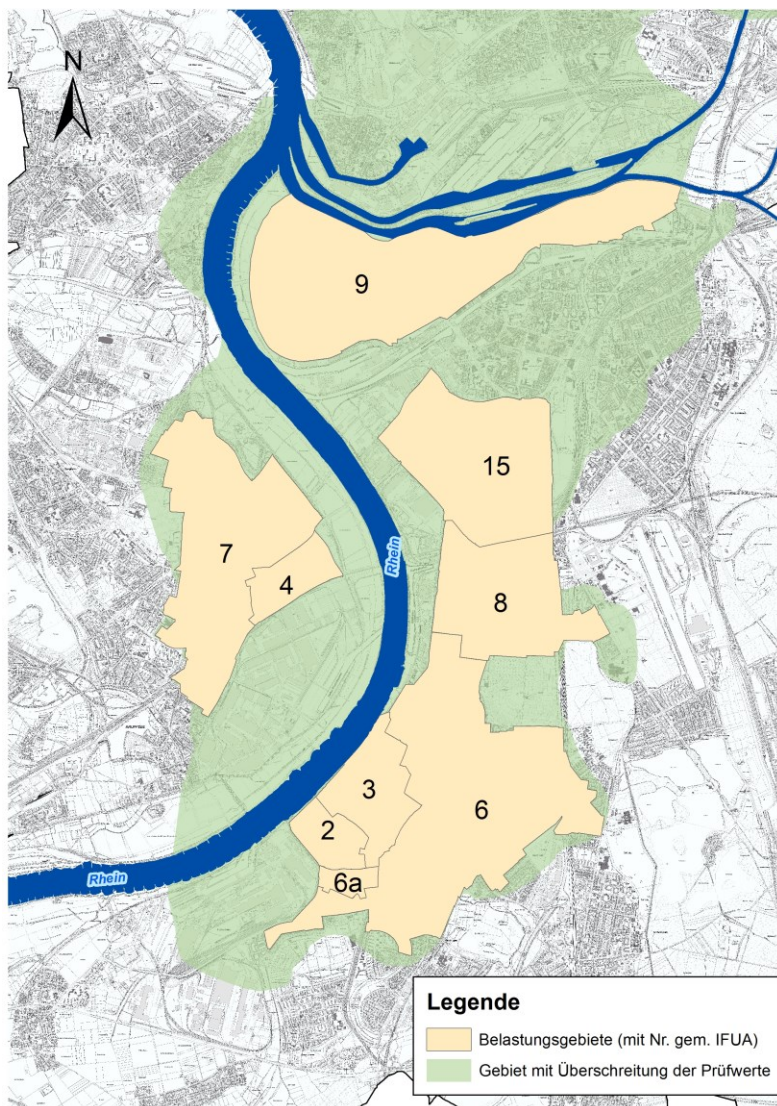 N
9
15
7
4
Rhein
8
3
6
2
6a
Rhein
Legende
Belastungsgebiete (mit Nr. gem. IFUA)
Gebiet mit Überschreitung der Prüfwerte